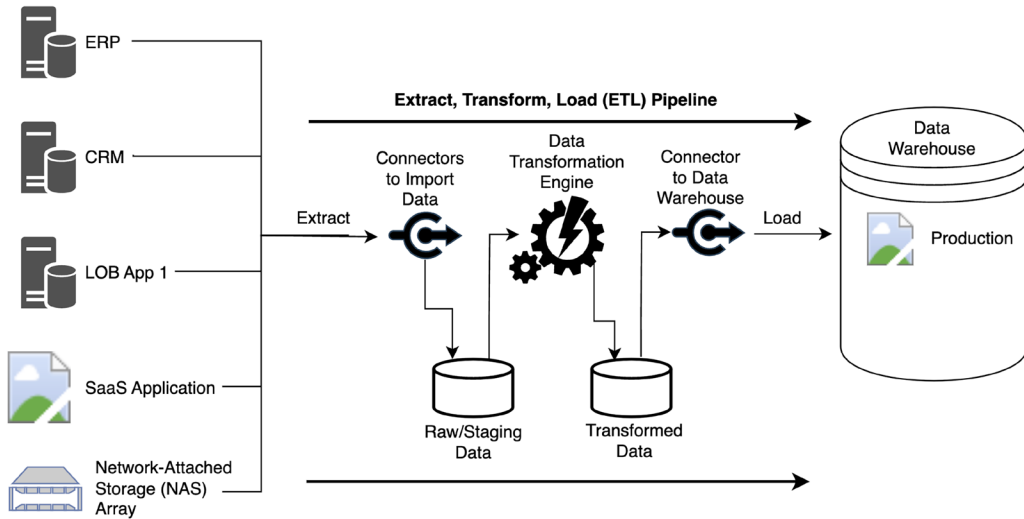 ERP
CRM
LOB App 1
SaaS Application
Network-Attached
Storage (NAS)
Array
Extract
Extract, Transform, Load (ETL) Pipeline
Connectors
to Import
Data
Data
Transformation
Engine
Connector
to Data
Warehouse
Load
Raw/Staging
Data
Transformed
Data
Data
Warehouse
Production